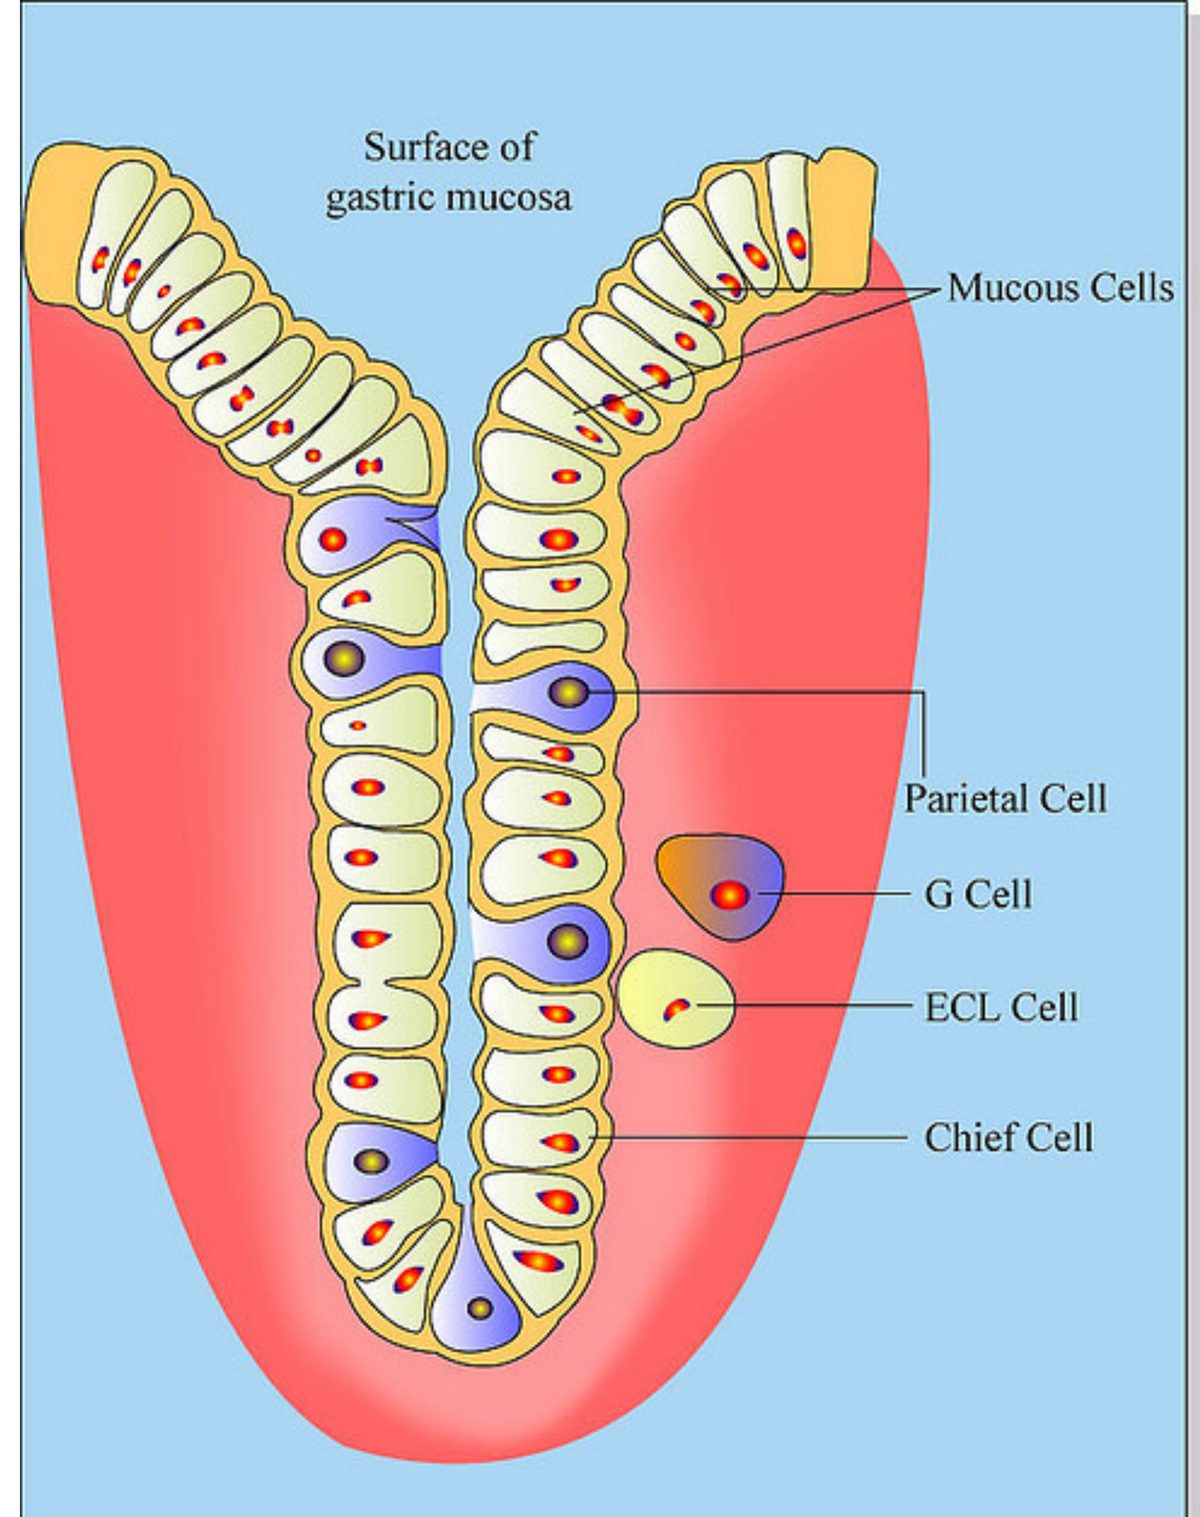 Surface of
gastric mucosa
Mucous Cells
Parietal Cell
G Cell
ECL Cell
Chief Cell